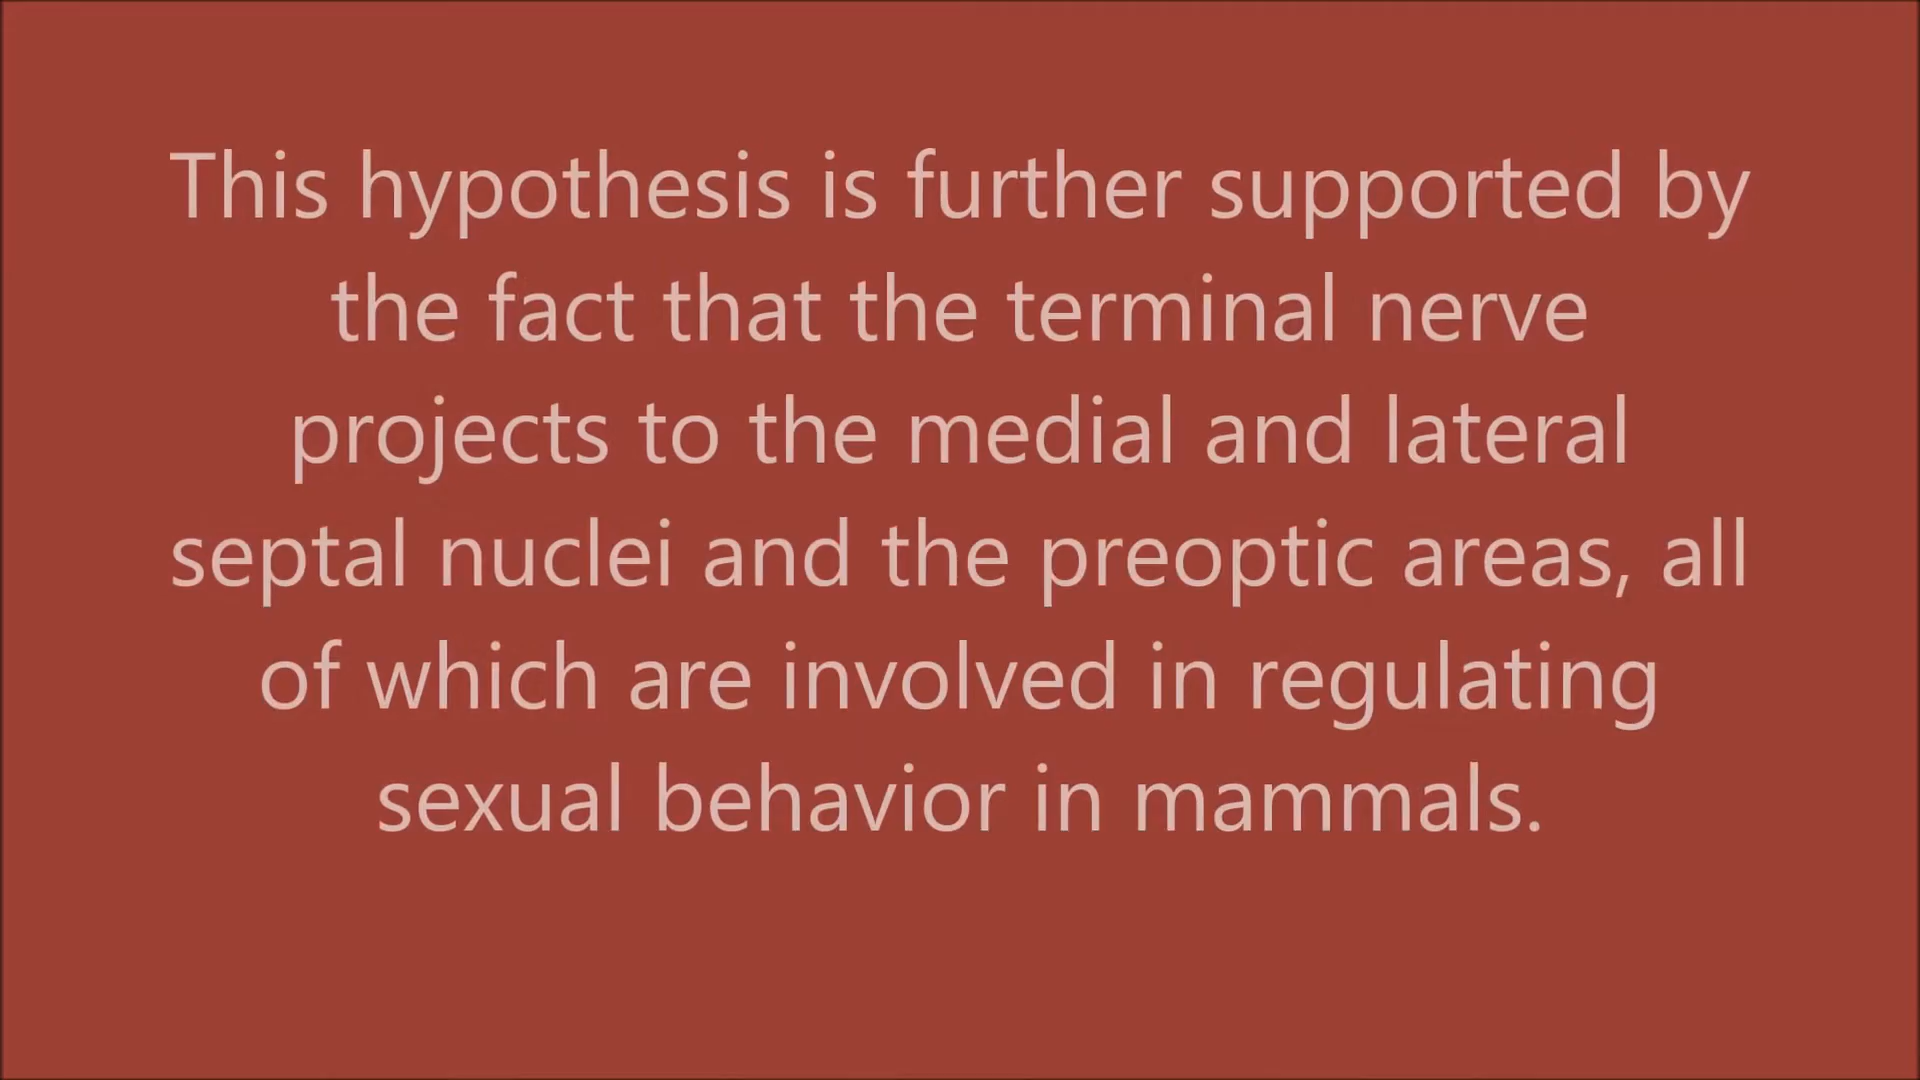 This hypothesis is further supported by
the fact that the terminal nerve
projects to the medial and lateral
septal nuclei and the preoptic areas, all
of which are involved in regulating
sexual behavior in mammals.